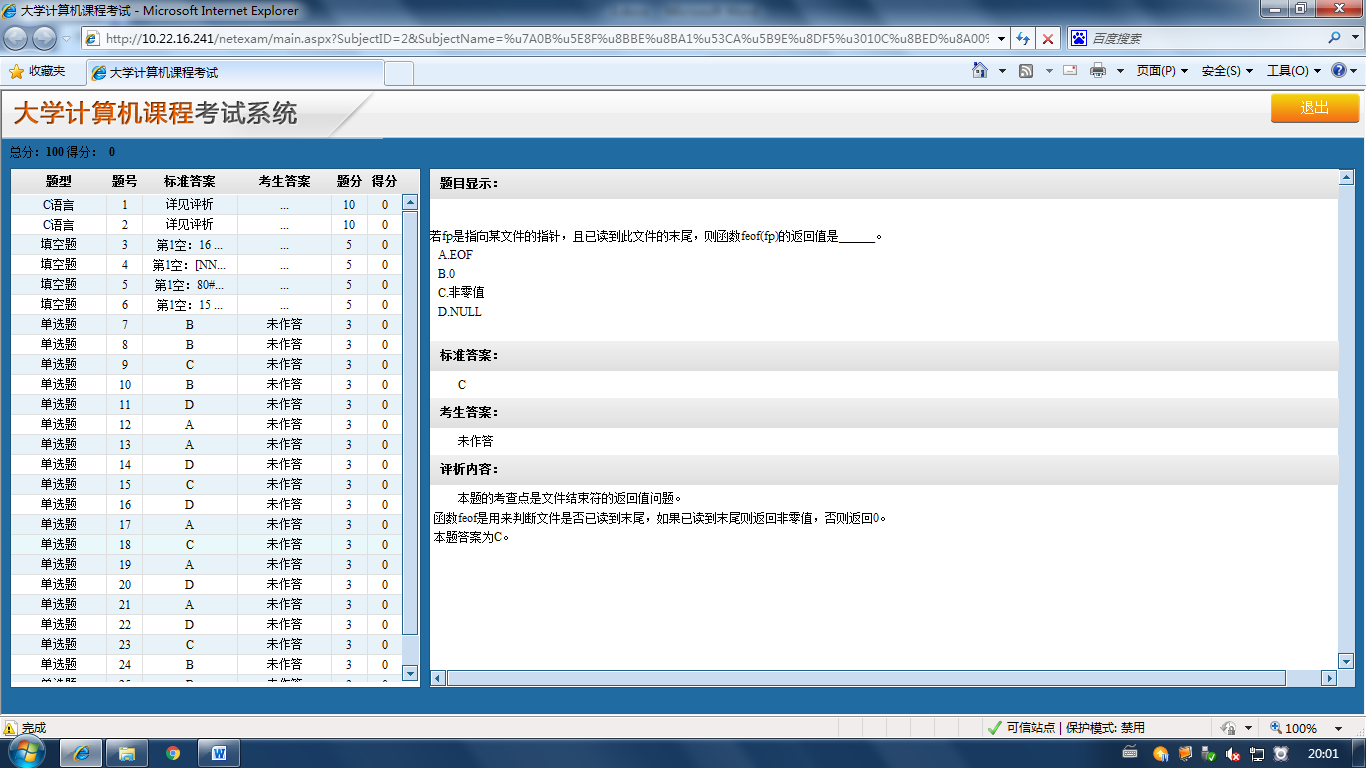 大学计算机课程考试 - Microsoft Internet Explorer
http://10.22.16.241/netexam/main.aspx?SubjectID=2&SubjectName=%u7A0B%u5E8F%u8BBE%u8BA1%u53CA%u5B9E%u8DF5%u3010C%u8BED%u8A00%
百度搜索
收藏夹
大学计算机课程考试
页面(P)
安全(S)
工具(O)
大学计算机课程考试系统
退出
总分：100 得分： 0
题型 题号 标准答案 考生答案 题分 得分
C语言 1 详见评析 ... 10 0
C语言 2 详见评析 ... 10 0
填空题 3 第1空：16 ... ... 5 0
填空题 4 第1空：[NN... ... 5 0
填空题 5 第1空：80#... ... 5 0
填空题 6 第1空：15 ... ... 5 0
单选题 7 B 未作答 3 0
单选题 8 B 未作答 3 0
单选题 9 C 未作答 3 0
单选题 10 B 未作答 3 0
单选题 11 D 未作答 3 0
单选题 12 A 未作答 3 0
单选题 13 A 未作答 3 0
单选题 14 D 未作答 3 0
单选题 15 C 未作答 3 0
单选题 16 D 未作答 3 0
单选题 17 A 未作答 3 0
单选题 18 C 未作答 3 0
单选题 19 A 未作答 3 0
单选题 20 D 未作答 3 0
单选题 21 A 未作答 3 0
单选题 22 D 未作答 3 0
单选题 23 C 未作答 3 0
单选题 24 B 未作答 3 0
题目显示：
若fp是指向某文件的指针，且已读到此文件的末尾，则函数feof(fp)的返回值是______。
A.EOF
B.0
C.非零值
D.NULL
标准答案：
C
考生答案：
未作答
评析内容：
本题的考查点是文件结束符的返回值问题。
函数feof是用来判断文件是否已读到末尾，如果已读到末尾则返回非零值，否则返回0。
本题答案为C。
完成
可信站点 | 保护模式: 禁用
100%
20:01